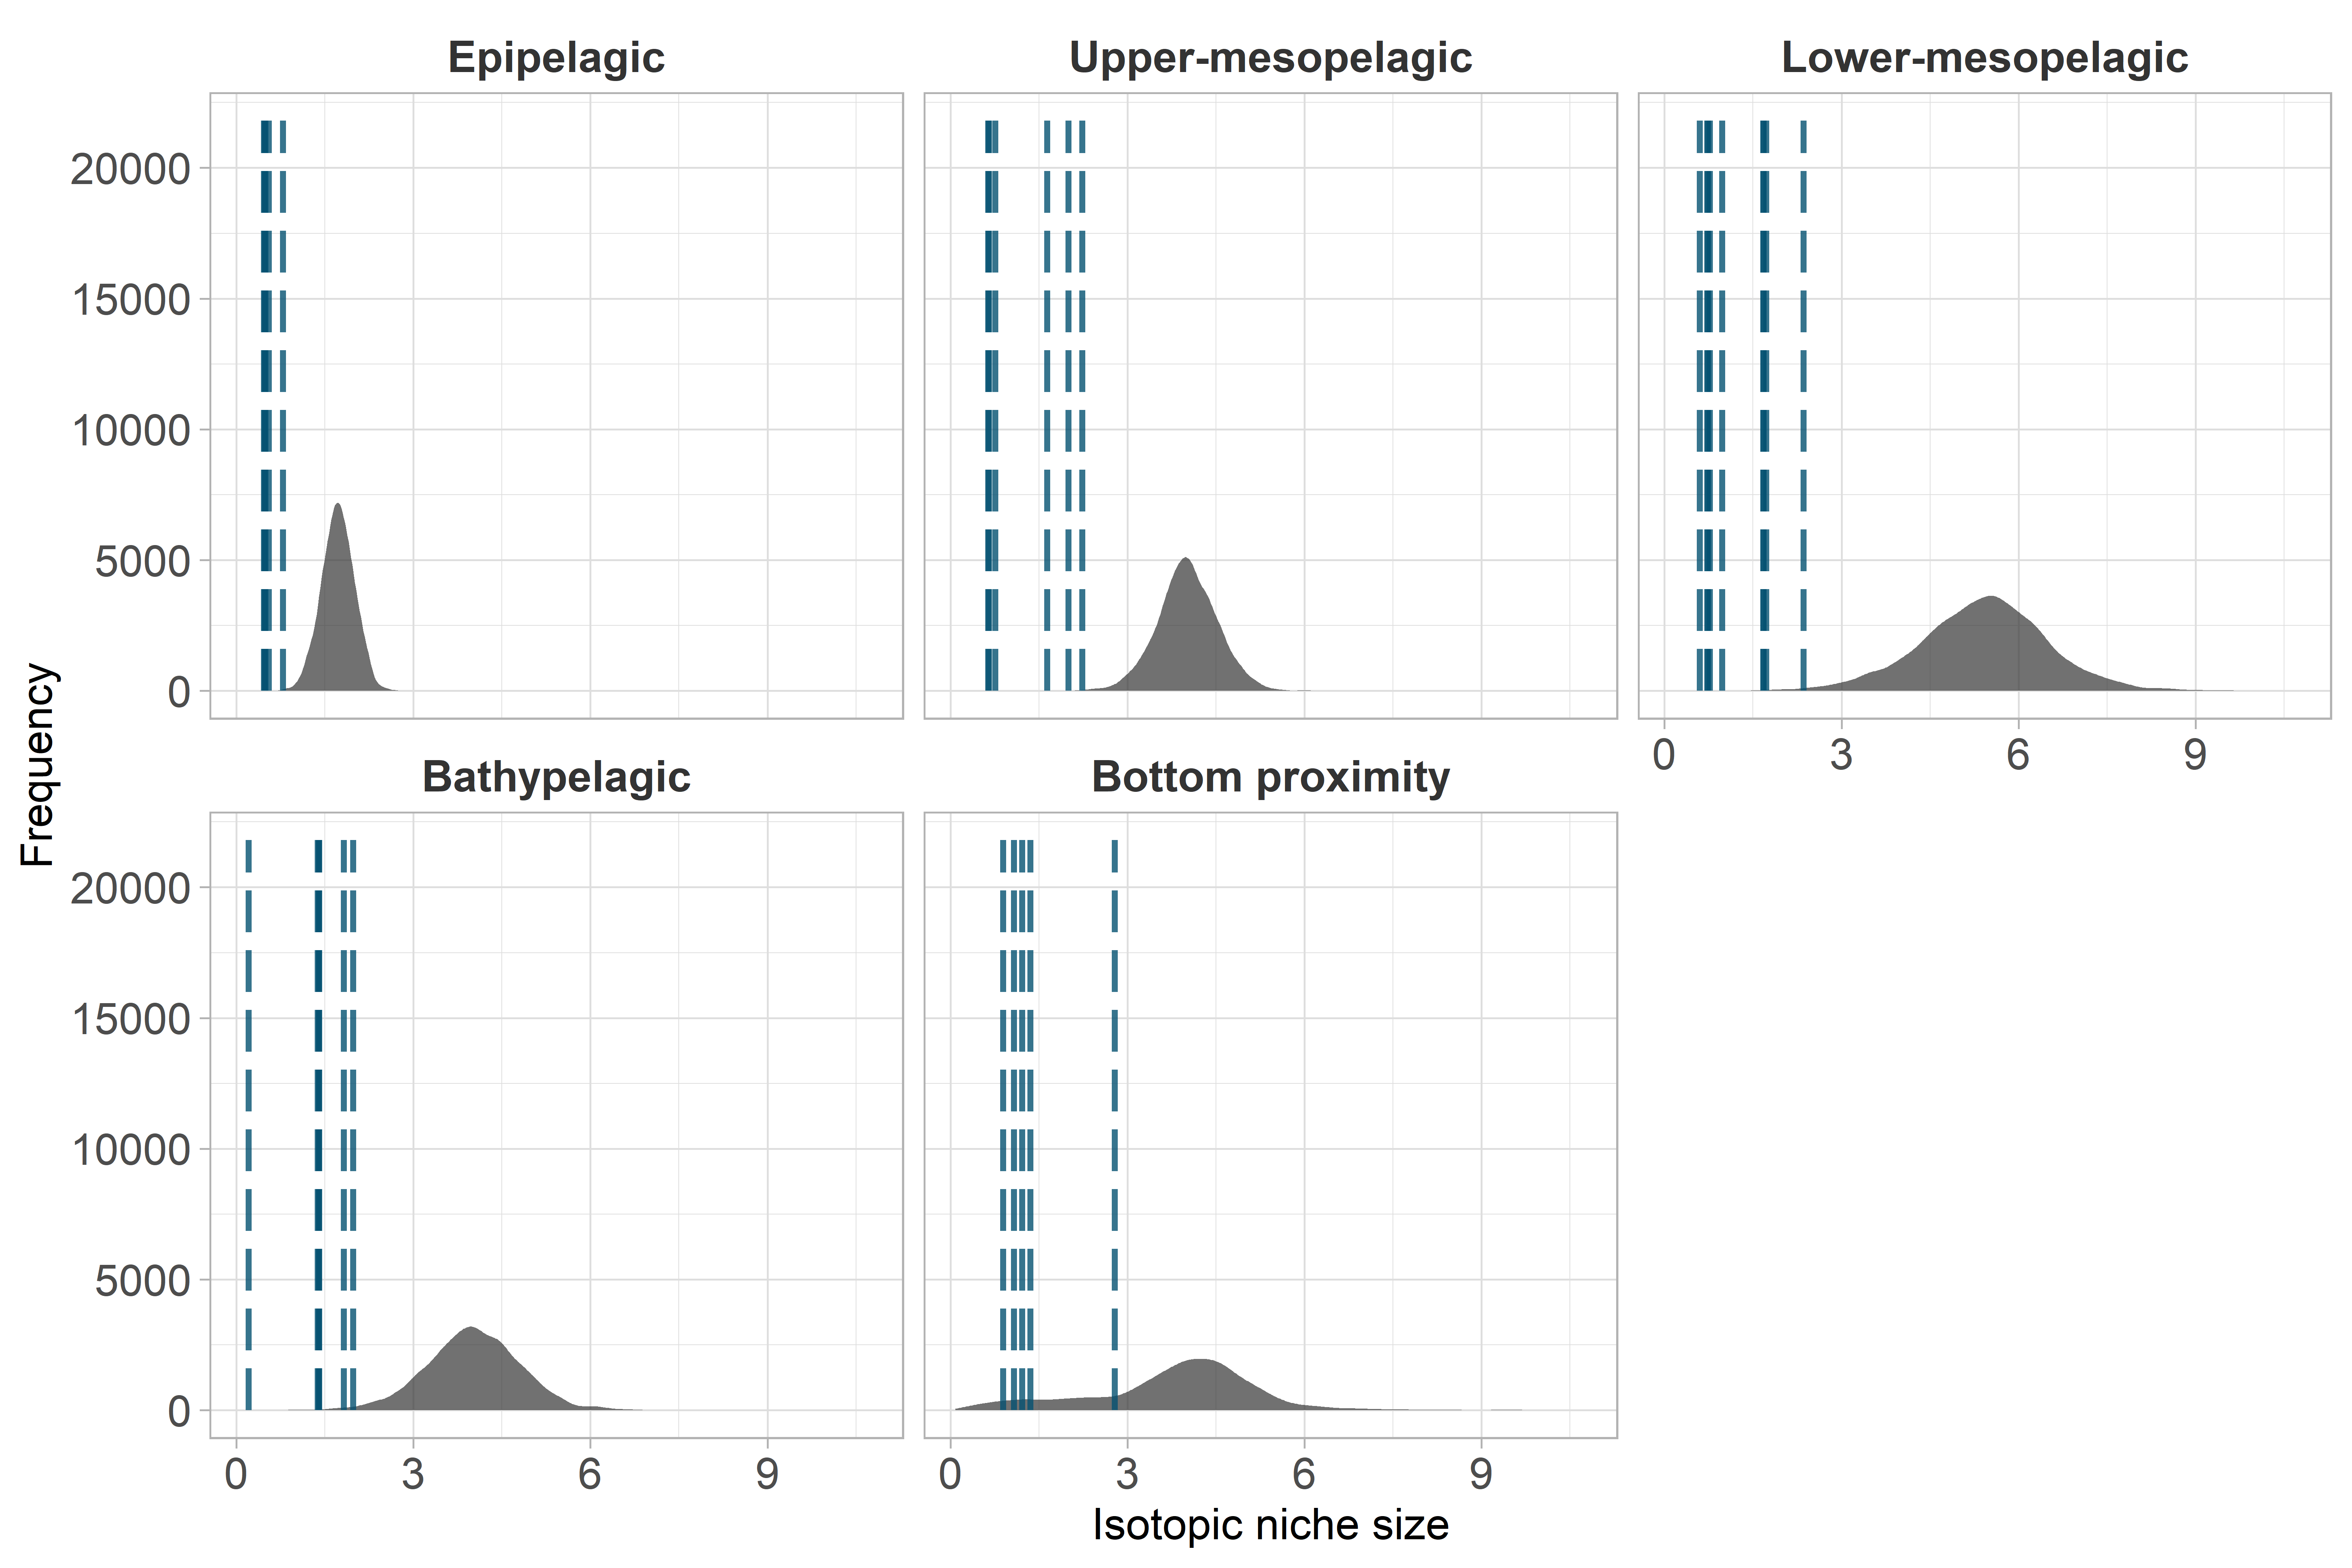 Epipelagic
Upper-mesopelagic
Lower-mesopelagic
20000
15000
10000
5000
0
0 3 6 9
Frequency
Bathypelagic
Bottom proximity
20000
15000
10000
5000
0
0 3 6 9
0 3 6 9
Isotopic niche size